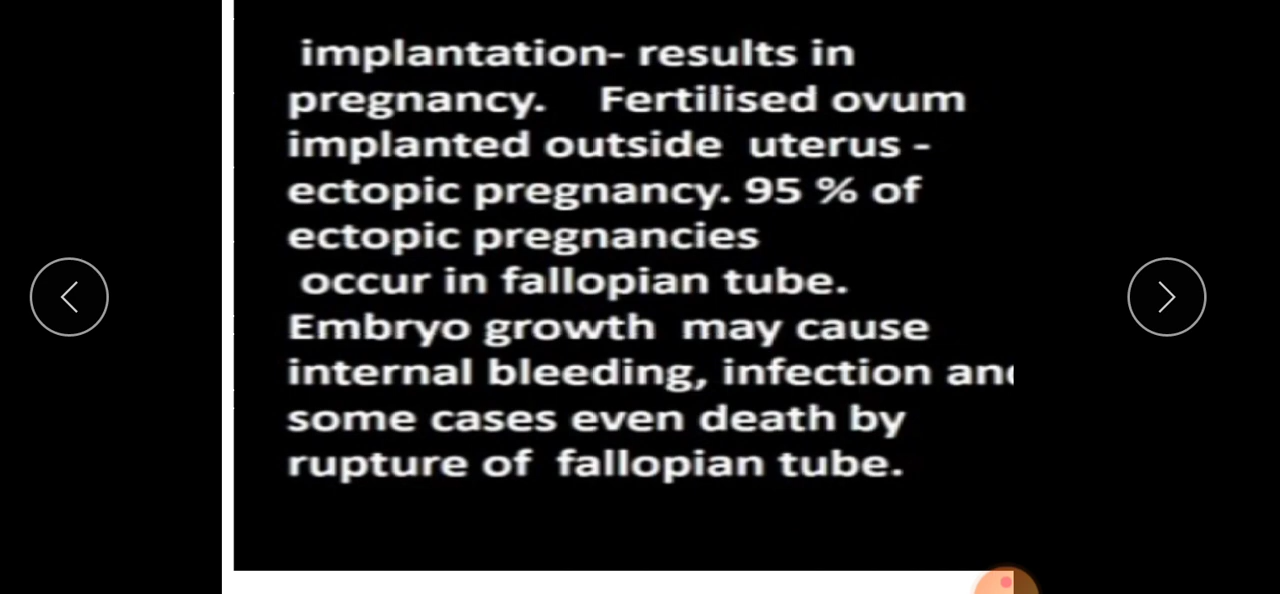 implantation- results in
pregnancy. Fertilised ovum
implanted outside uterus -
ectopic pregnancy. 95 % of
ectopic pregnancies
occur in fallopian tube.
Embryo growth may cause
internal bleeding, infection
some cases even death by
rupture of fallopian tube.